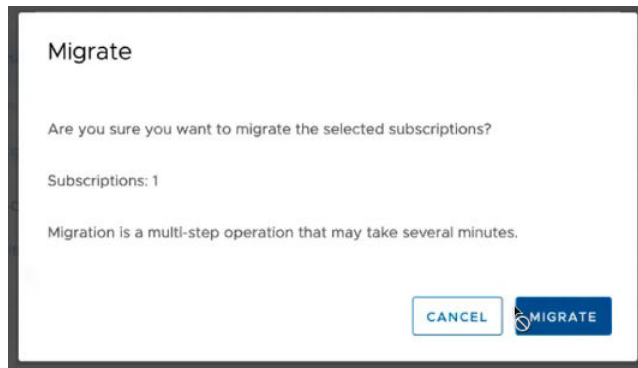 Migrate
Are you sure you want to migrate the selected subscriptions?
Subscriptions: 1
Migration is a multi-step operation that may take several minutes.
CANCEL MIGRATE